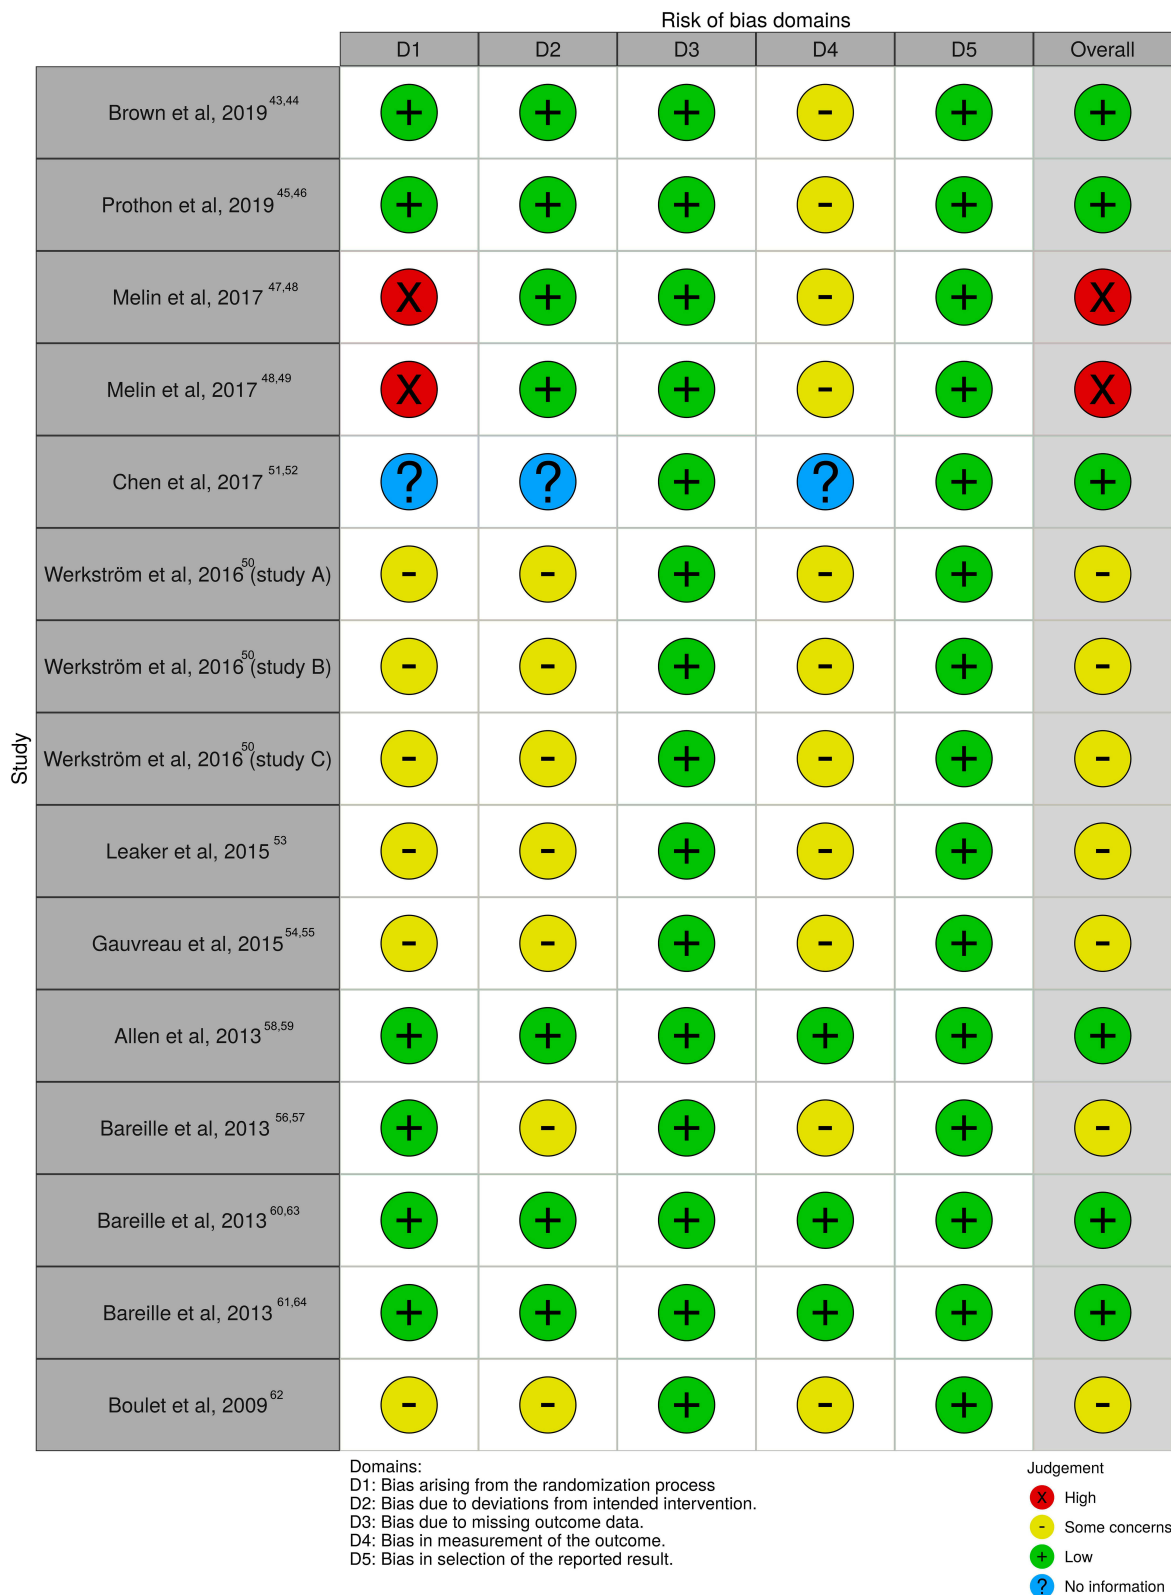 Risk of bias domains
D1 D2 D3 D4 D5 Overall
Study
Brown et al, 2019 43,44 + + + - + +
Prothon et al, 2019 45,46 + + + - + +
Melin et al, 2017 47,48 X + + - + X
Melin et al, 2017 48,49 X + + - + X
Chen et al, 2017 51,52 ? ? + ? + +
Werkström et al, 2016 50 (study A) - - + - + -
Werkström et al, 2016 50 (study B) - - + - + -
Werkström et al, 2016 50 (study C) - - + - + -
Leaker et al, 2015 53 - - + - + -
Gauvreau et al, 2015 54,55 - - + - + -
Allen et al, 2013 58,59 + + + + + +
Bareille et al, 2013 56,57 + - + - + -
Bareille et al, 2013 60,63 + + + + + +
Bareille et al, 2013 61,64 + + + + + +
Boulet et al, 2009 62 - - + - + -
Domains:
D1: Bias arising from the randomization process
D2: Bias due to deviations from intended intervention.
D3: Bias due to missing outcome data.
D4: Bias in measurement of the outcome.
D5: Bias in selection of the reported result.
Judgement
X High
- Some concerns
+ Low
? No information